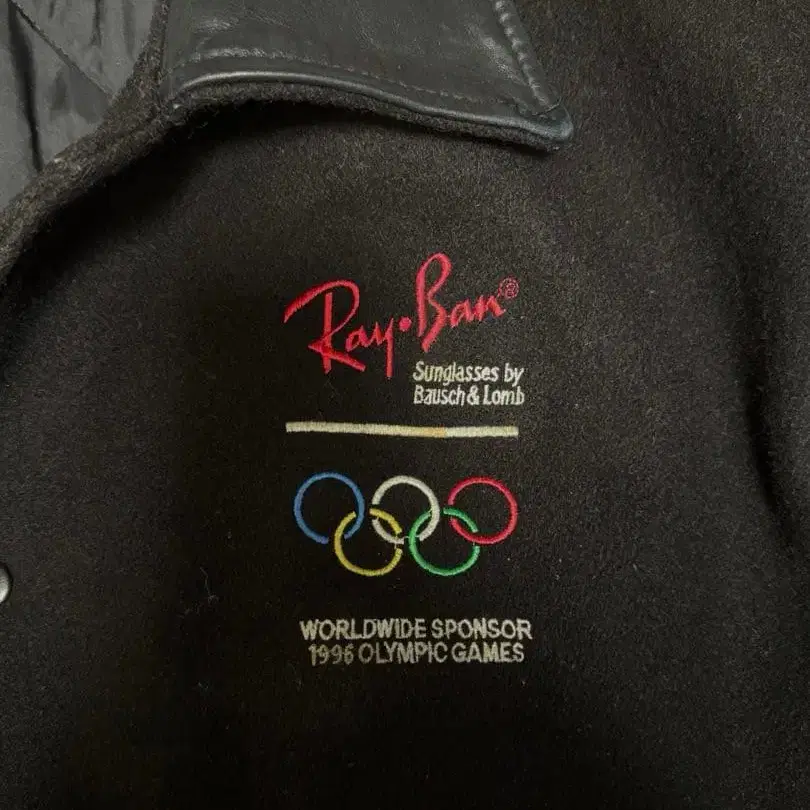 Ray•Ban®
Sunglasses by
Bausch & Lomb
WORLDWIDE SPONSOR
1996 OLYMPIC GAMES